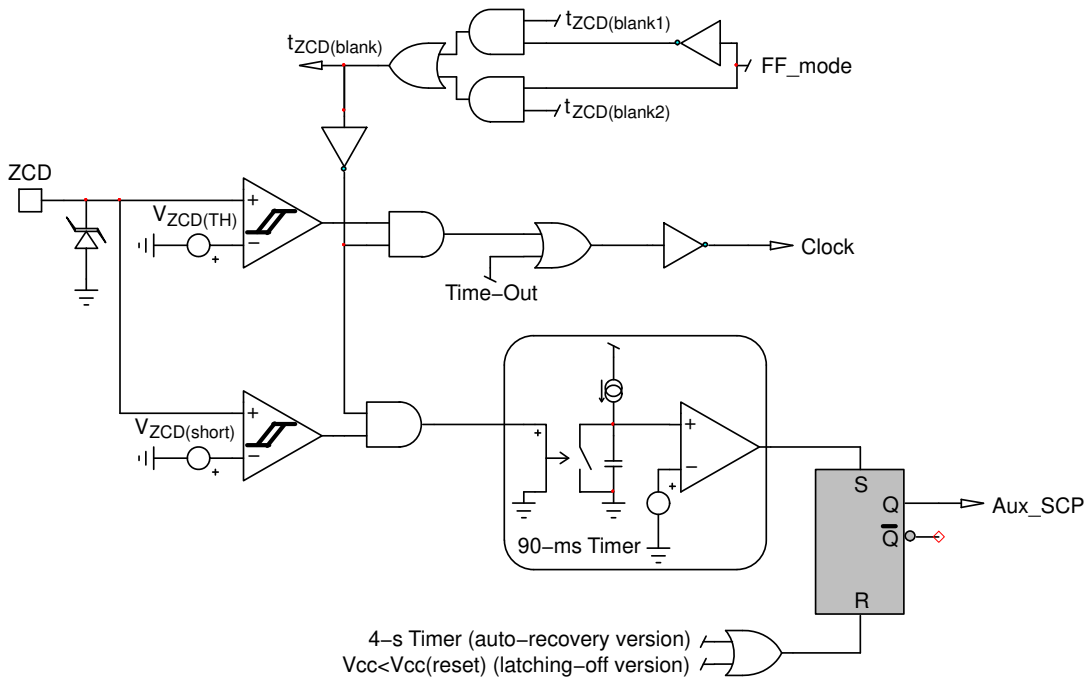 tZCD(blank1)
tZCD(blank)
FF_mode
tZCD(blank2)
ZCD
VZCD(TH)
+
−
+
Clock
Time−Out
VZCD(short)
+
−
+
+
+
−
+
90−ms Timer
S
Q
Aux_SCP
Q̅
R
4−s Timer (auto−recovery version)
Vcc<Vcc(reset) (latching−off version)